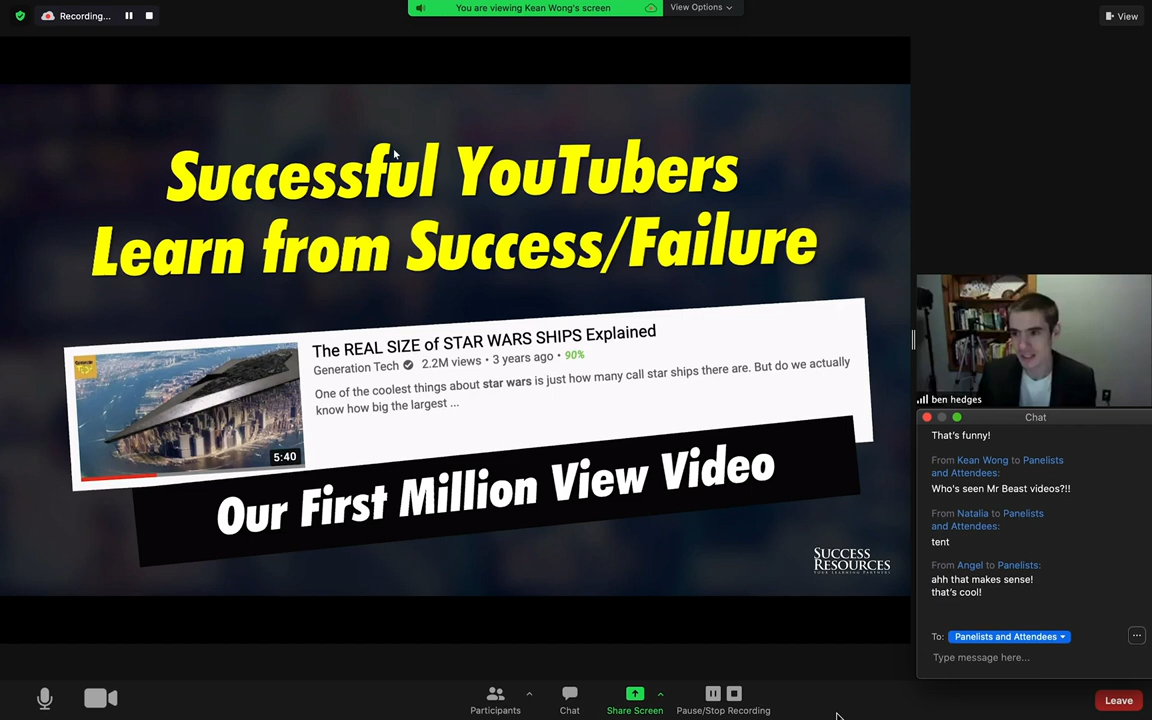 Recording...
You are viewing Kean Wong's screen
View Options
View
Successful YouTubers
Learn from Success/Failure
The REAL SIZE of STAR WARS SHIPS Explained
Generation Tech 2.2M views • 3 years ago • 90%
One of the coolest things about star wars is just how many call star ships there are. But do we actually
know how big the largest ...
5:40
Our First Million View Video
SUCCESS
RESOURCES
YOUR LEARNING PARTNERS
ben hedges
Chat
That's funny!
From Kean Wong to Panelists
and Attendees:
Who's seen Mr Beast videos?!!
From Natalia to Panelists
and Attendees:
tent
From Angel to Panelists:
ahh that makes sense!
that's cool!
To: Panelists and Attendees
Type message here...
Participants
Chat
Share Screen
Pause/Stop Recording
Leave